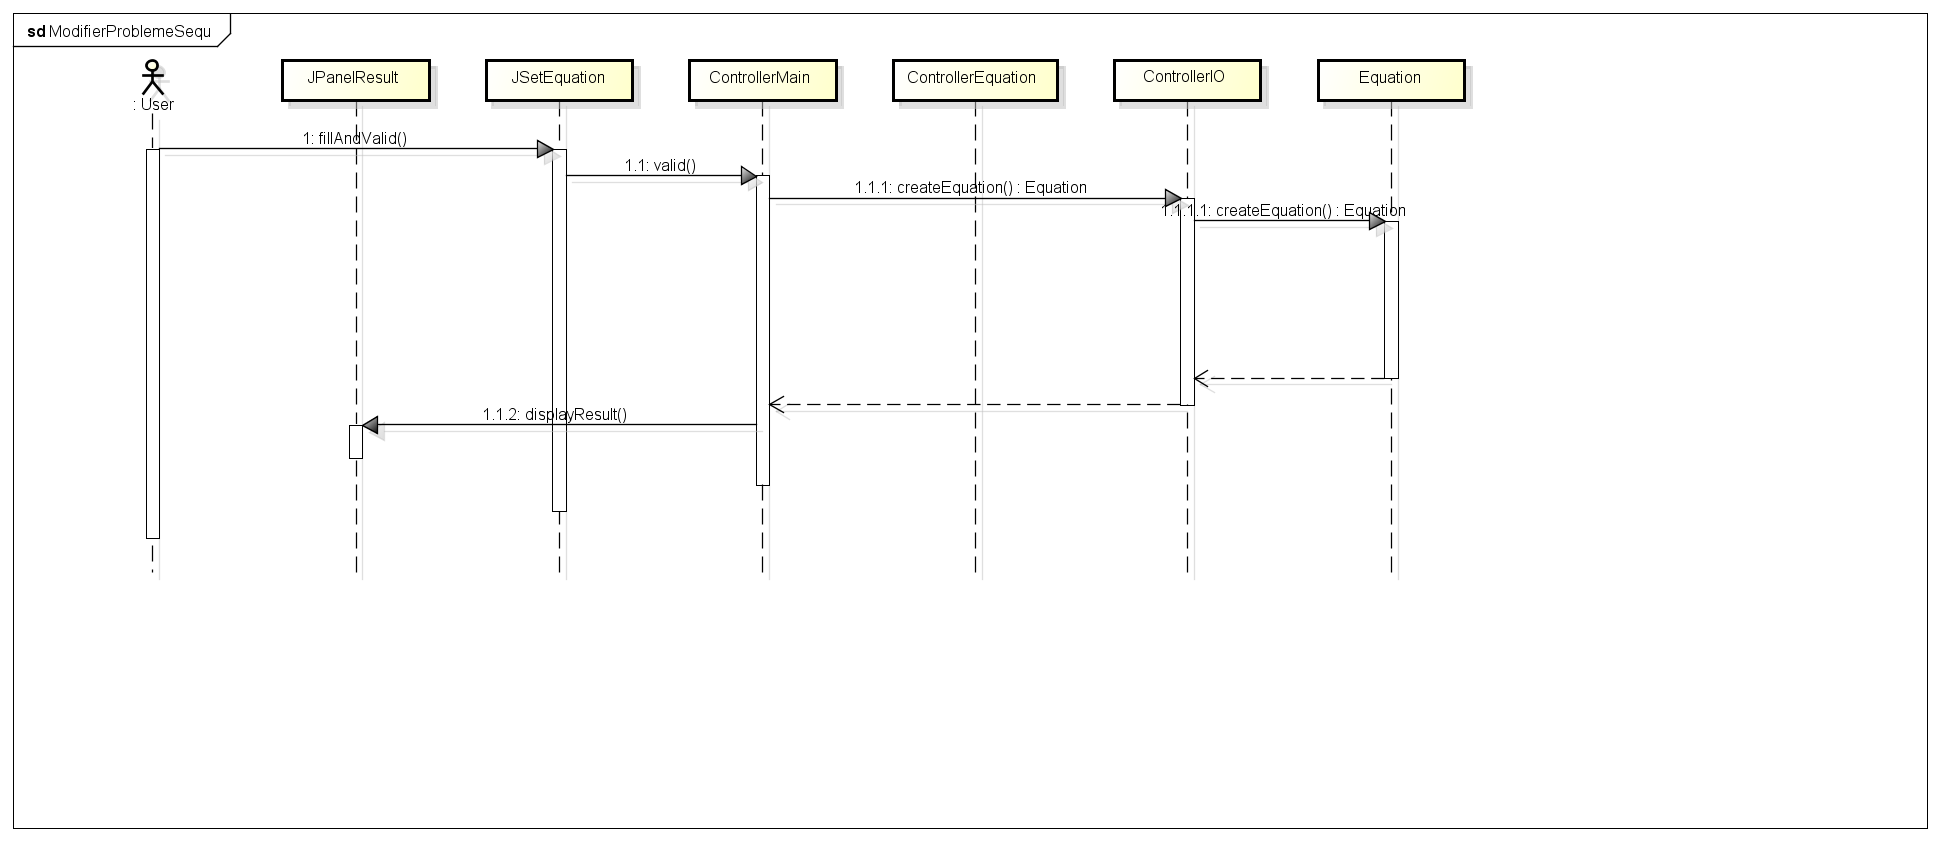 sd ModifierProblemeSequ
: User
JPanelResult
JSetEquation
ControllerMain
ControllerEquation
ControllerIO
Equation
1: fillAndValid()
1.1: valid()
1.1.1: createEquation() : Equation
1.1.1.1: createEquation() : Equation
1.1.2: displayResult()